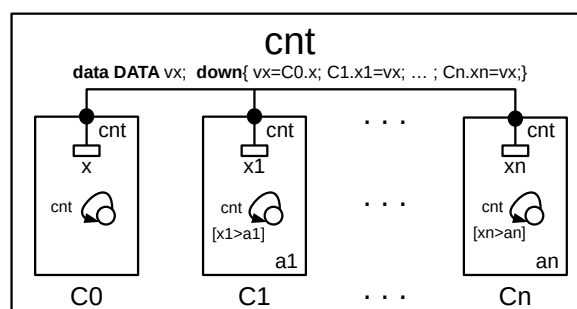 cnt
data DATA vx; down{ vx=C0.x; C1.x1=vx; … ; Cn.xn=vx;}
cnt cnt . . . cnt
x x1 xn
cnt cnt . . . cnt
[x1>a1] [xn>an]
a1 an
C0 C1 . . . Cn